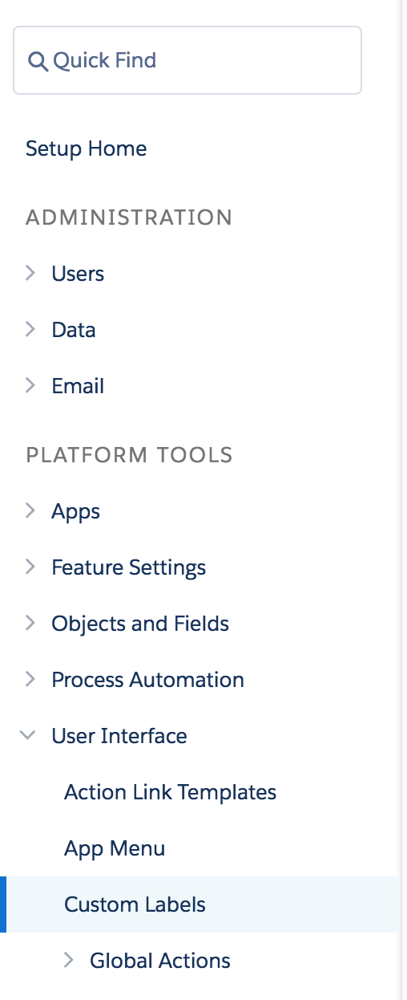 Quick Find
Setup Home
ADMINISTRATION
Users
Data
Email
PLATFORM TOOLS
Apps
Feature Settings
Objects and Fields
Process Automation
User Interface
Action Link Templates
App Menu
Custom Labels
Global Actions